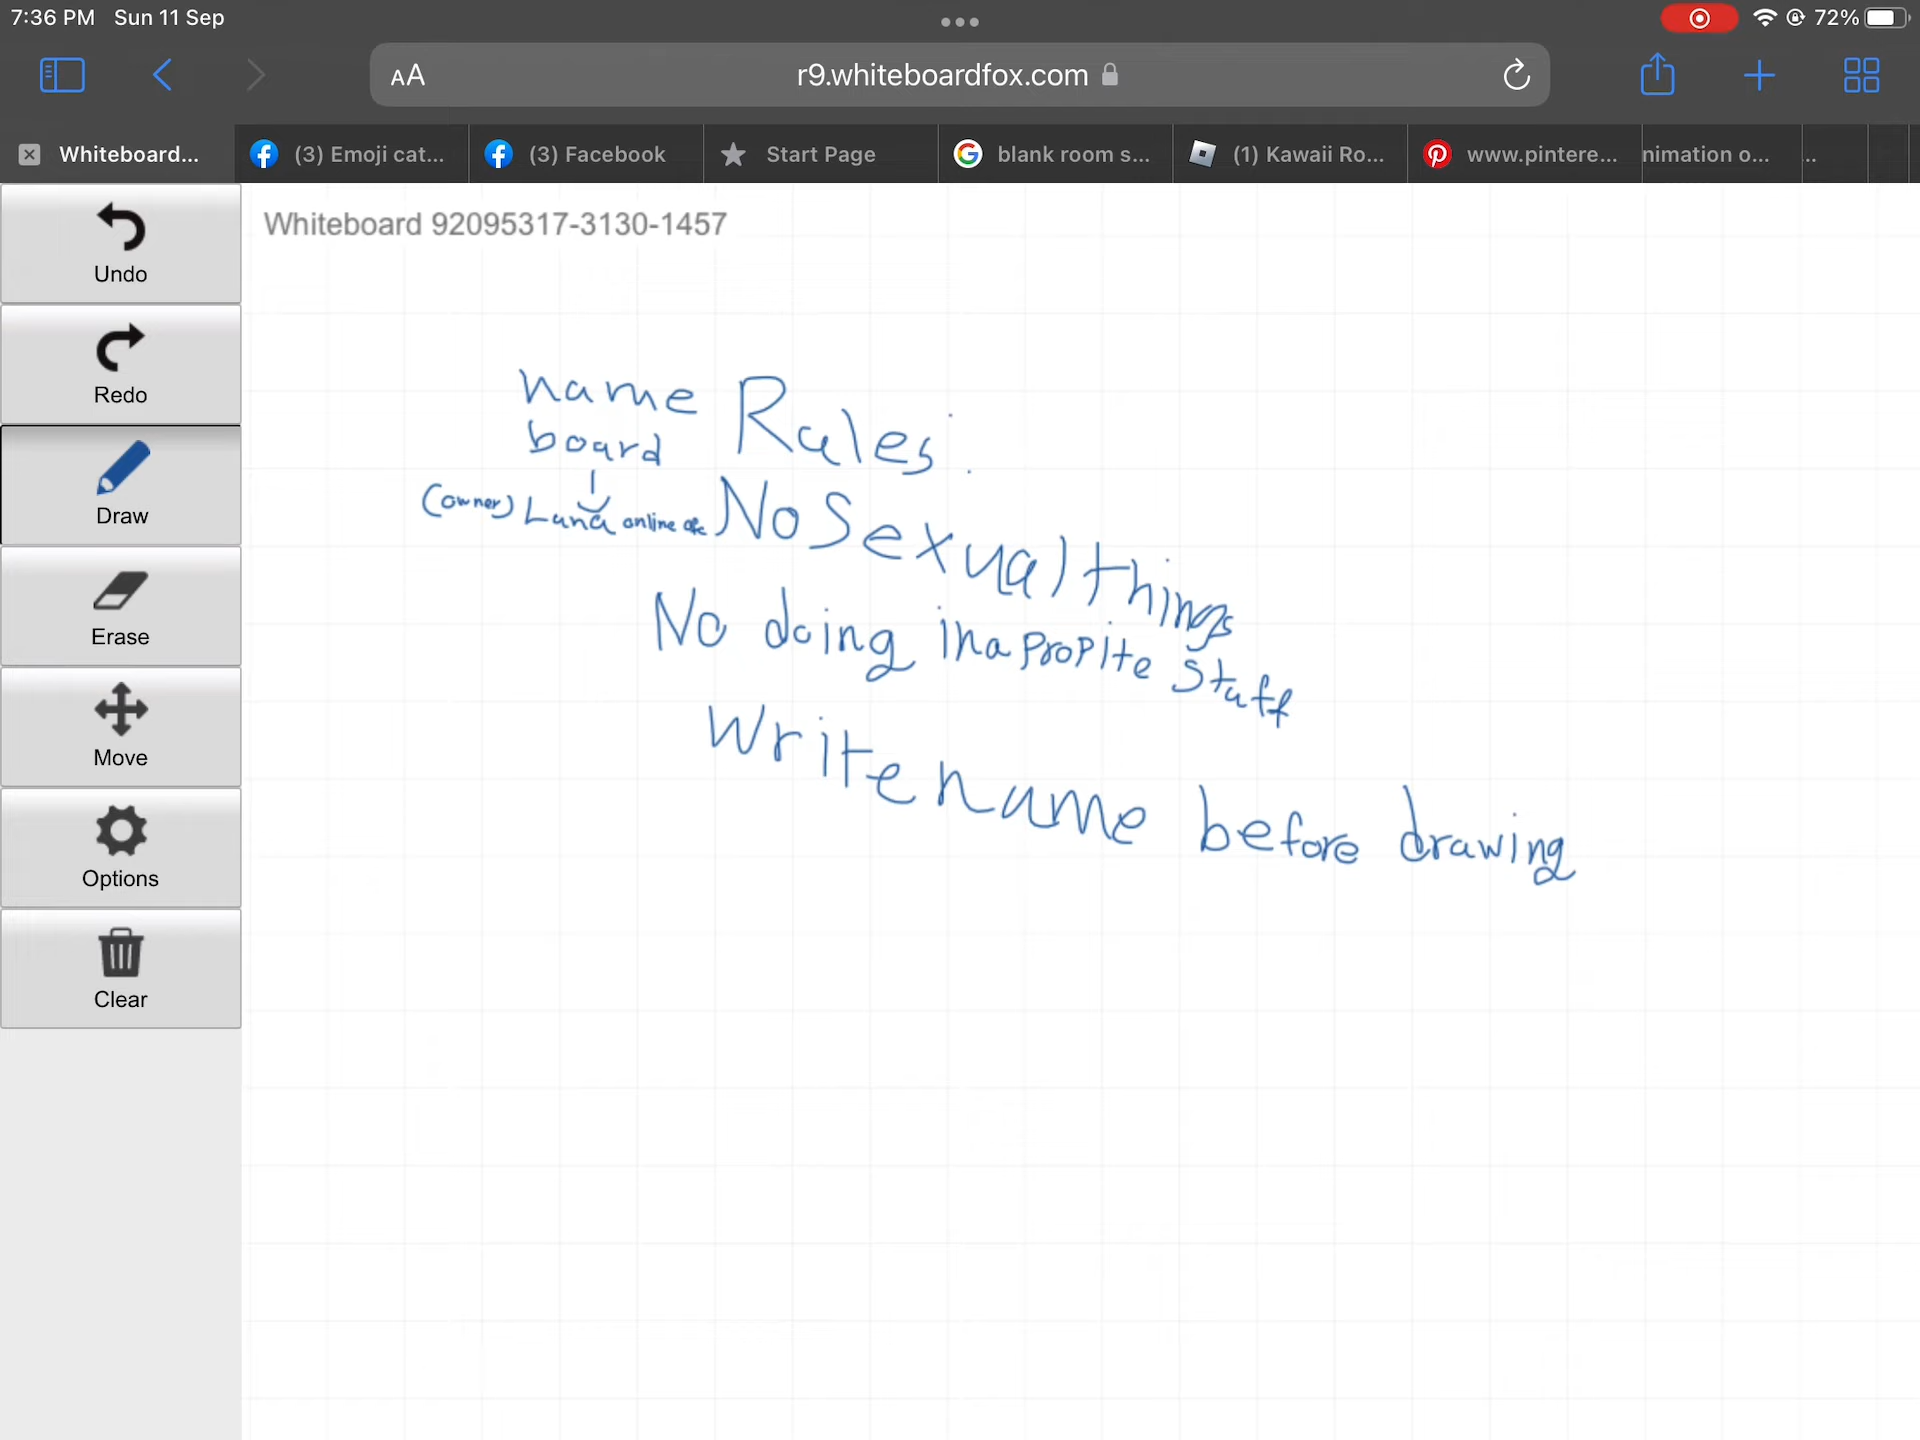 7:36 PM Sun 11 Sep
72%
AA r9.whiteboardfox.com
Whiteboard... (3) Emoji cat... (3) Facebook Start Page blank room s... (1) Kawaii Ro... www.pintere... nimation o... ..
Whiteboard 92095317-3130-1457
Undo
Redo
Draw
Erase
Move
Options
Clear
name
board
(owner) Luna online
Rules:
No Sexual things
No doing inapropite Stuff
Write name before drawing